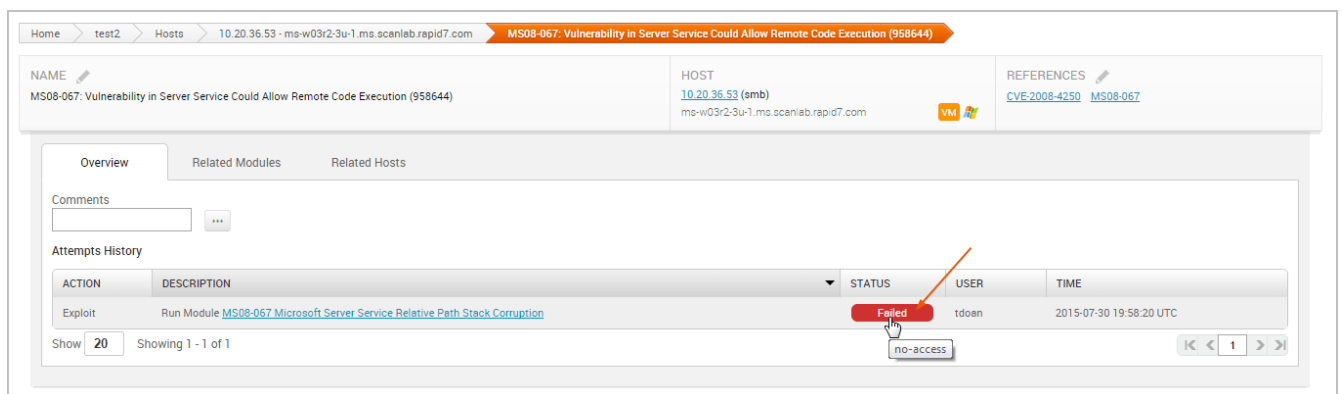 Home test2 Hosts 10.20.36.53 - ms-w03r2-3u-1.ms.scanlab.rapid7.com MS08-067: Vulnerability in Server Service Could Allow Remote Code Execution (958644)
NAME HOST REFERENCES
MS08-067: Vulnerability in Server Service Could Allow Remote Code Execution (958644) 10.20.36.53 (smb) CVE-2008-4250 MS08-067
ms-w03r2-3u-1.ms.scanlab.rapid7.com VM
Overview Related Modules Related Hosts
Comments
...
Attempts History
ACTION DESCRIPTION STATUS USER TIME
Exploit Run Module MS08-067 Microsoft Server Service Relative Path Stack Corruption Failed tdoan 2015-07-30 19:58:20 UTC
Show 20 Showing 1 - 1 of 1 1
no-access